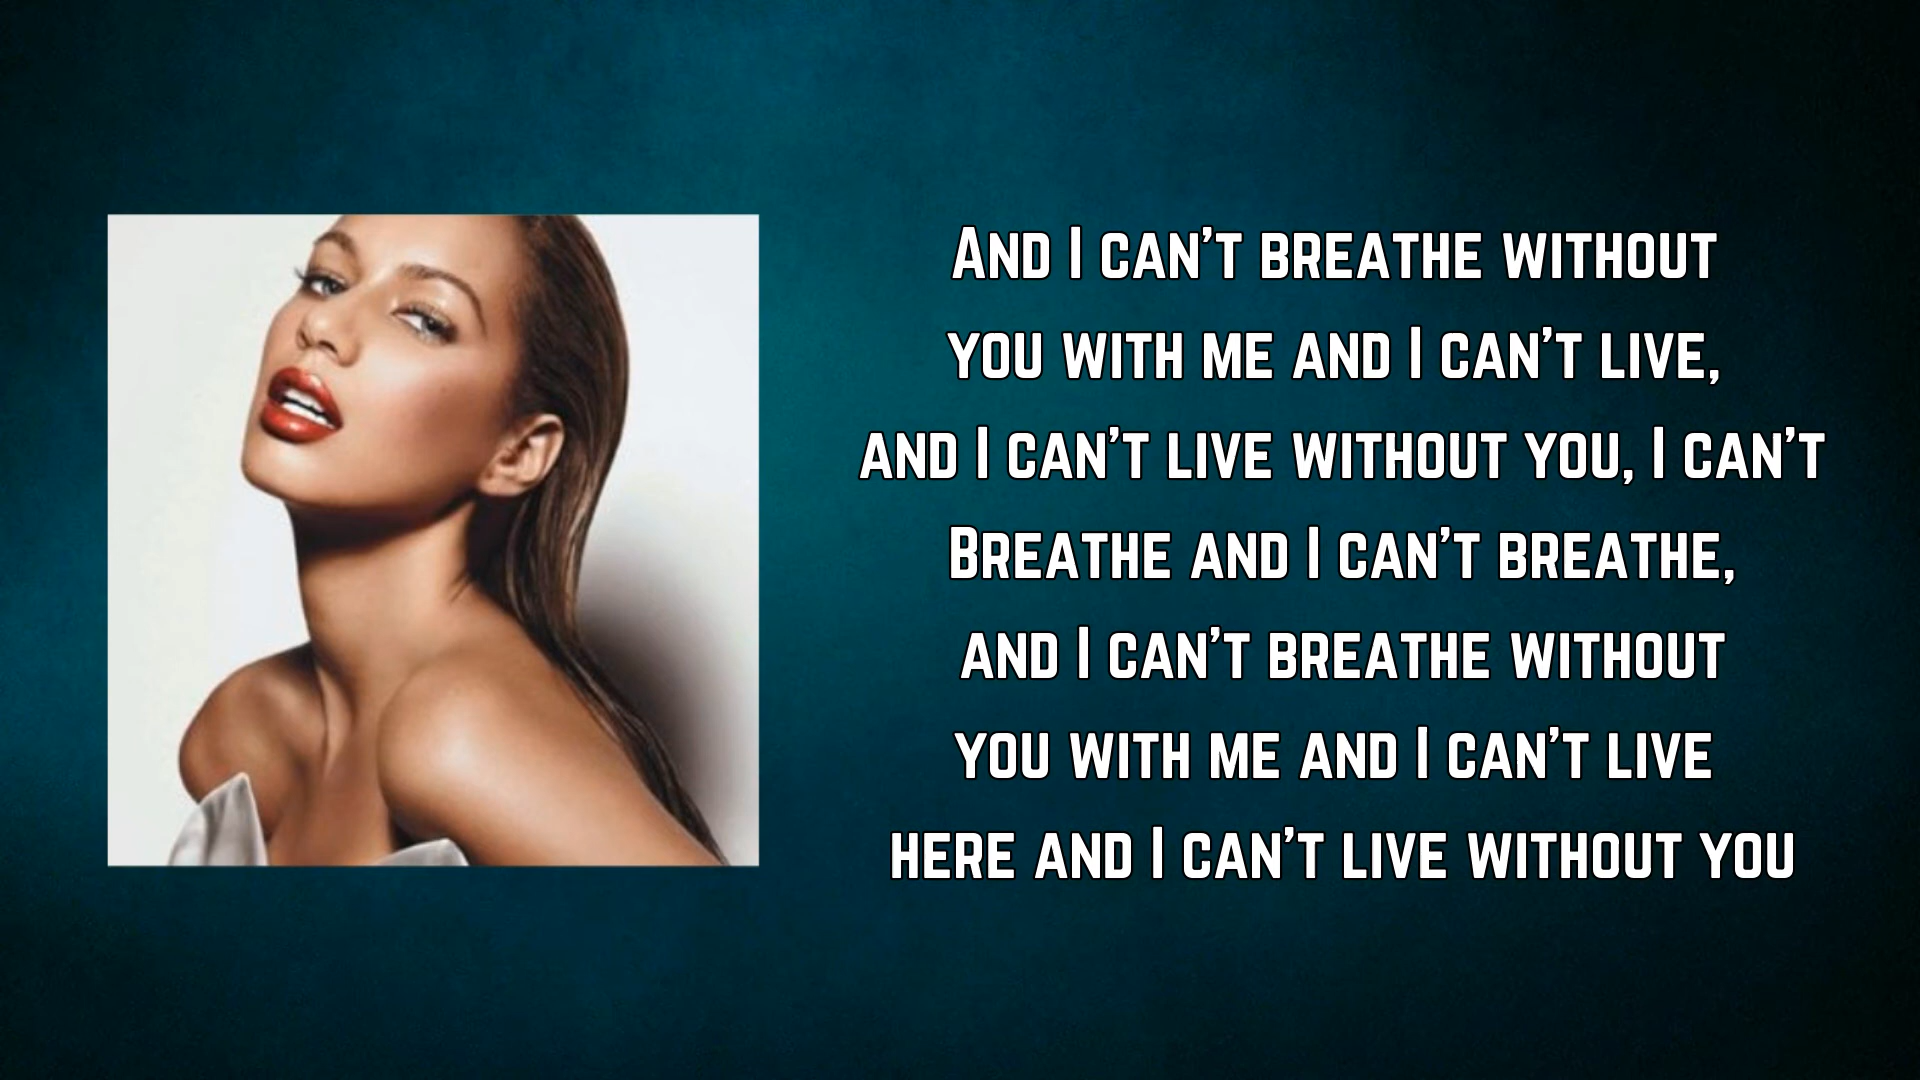 And I can't breathe without
you with me and I can't live,
and I can't live without you, I can't
Breathe and I can't breathe,
and I can't breathe without
you with me and I can't live
here and I can't live without you